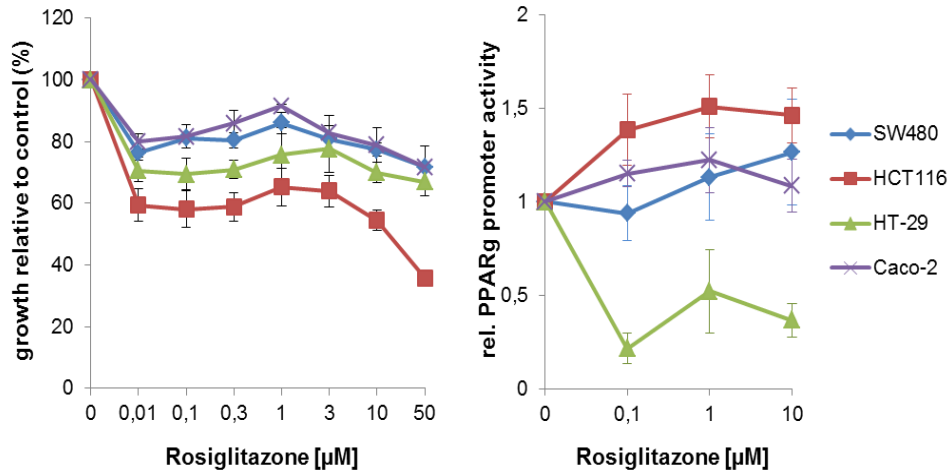 growth relative to control (%)
120
100
80
60
40
20
0
0 0,01 0,1 0,3 1 3 10 50
Rosiglitazone [µM]
rel. PPARg promoter activity
2
1,5
1
0,5
0
0 0,1 1 10
Rosiglitazone [µM]
SW480
HCT116
HT-29
Caco-2